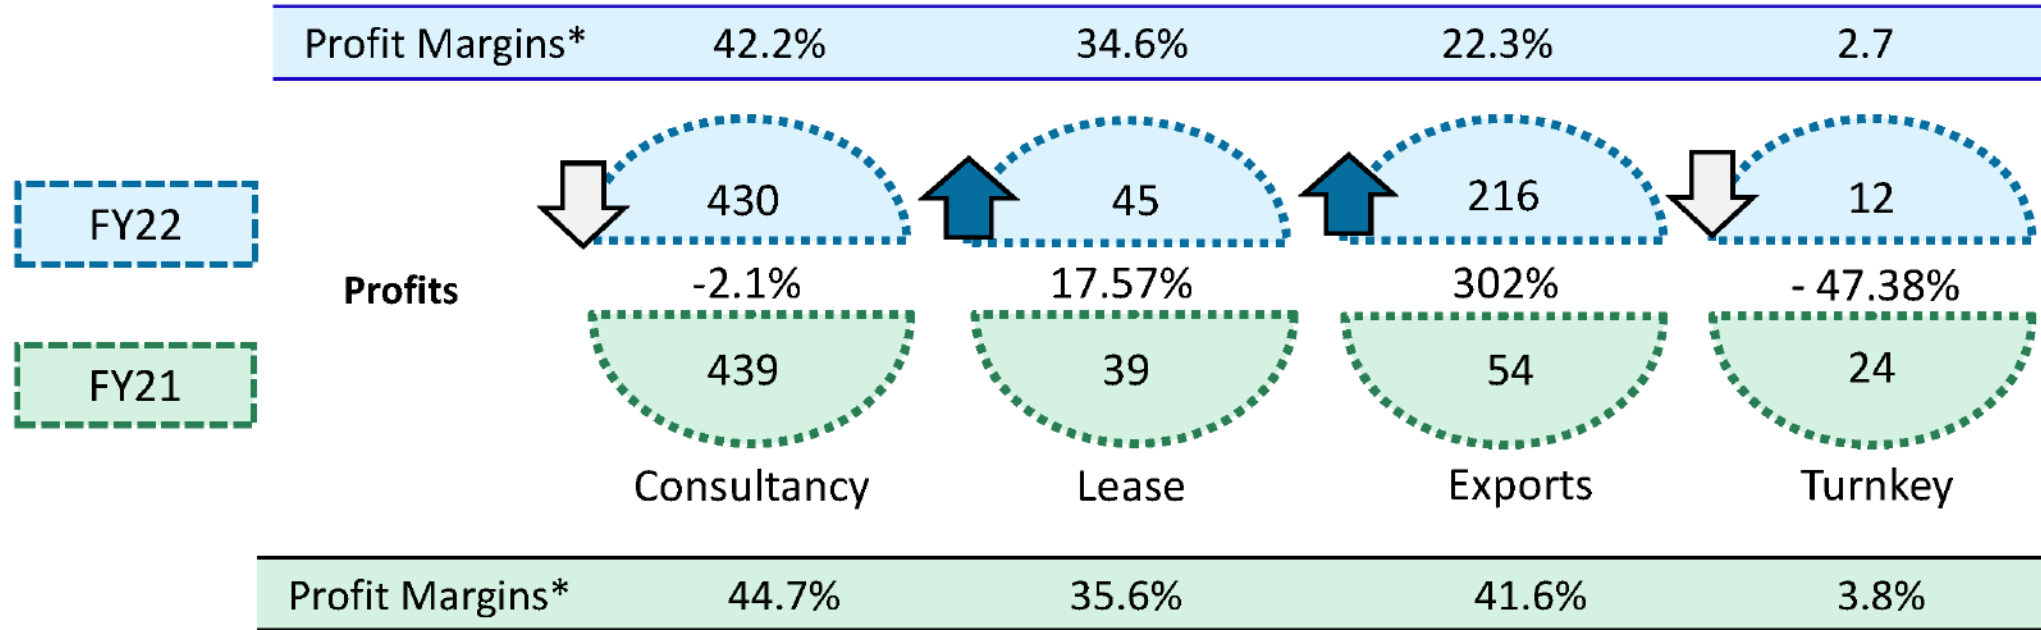 Profit Margins* 42.2% 34.6% 22.3% 2.7
FY22 430 45 216 12
Profits -2.1% 17.57% 302% - 47.38%
FY21 439 39 54 24
Consultancy Lease Exports Turnkey
Profit Margins* 44.7% 35.6% 41.6% 3.8%